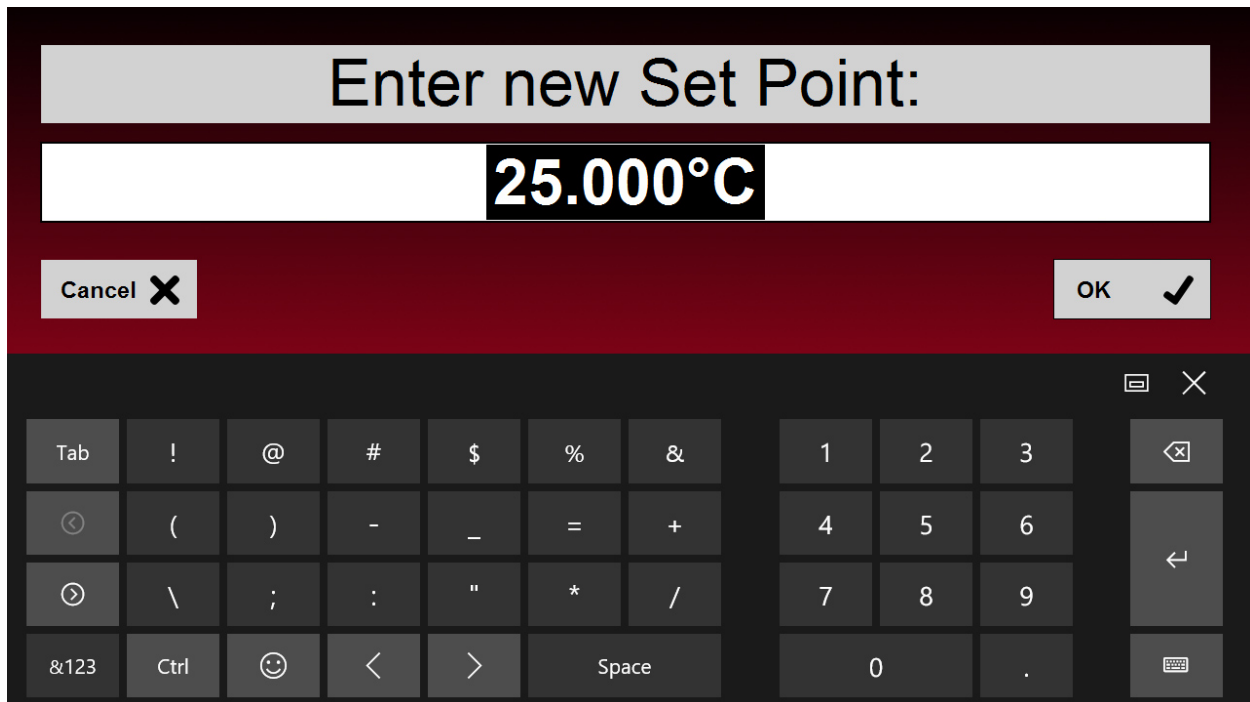 Enter new Set Point:
25.000°C
Cancel OK
Tab ! @ # $ % & 1 2 3
( ) - _ = + 4 5 6
\ ; : " * / 7 8 9
&123 Ctrl < > Space 0 .